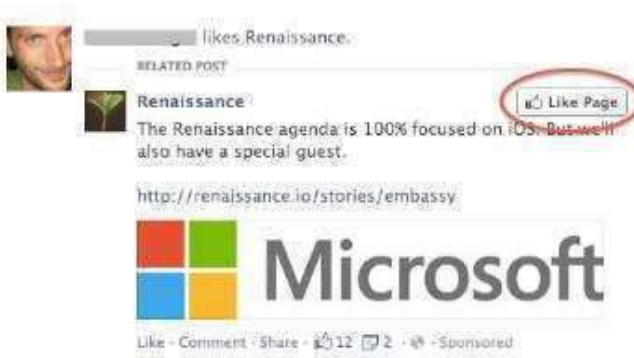 likes Renaissance.
RELATED POST
Renaissance
Like Page
The Renaissance agenda is 100% focused on iOS. But we'll
also have a special guest.
http://renaissance.io/stories/embassy
Microsoft
Like · Comment · Share · 12 2 · · Sponsored